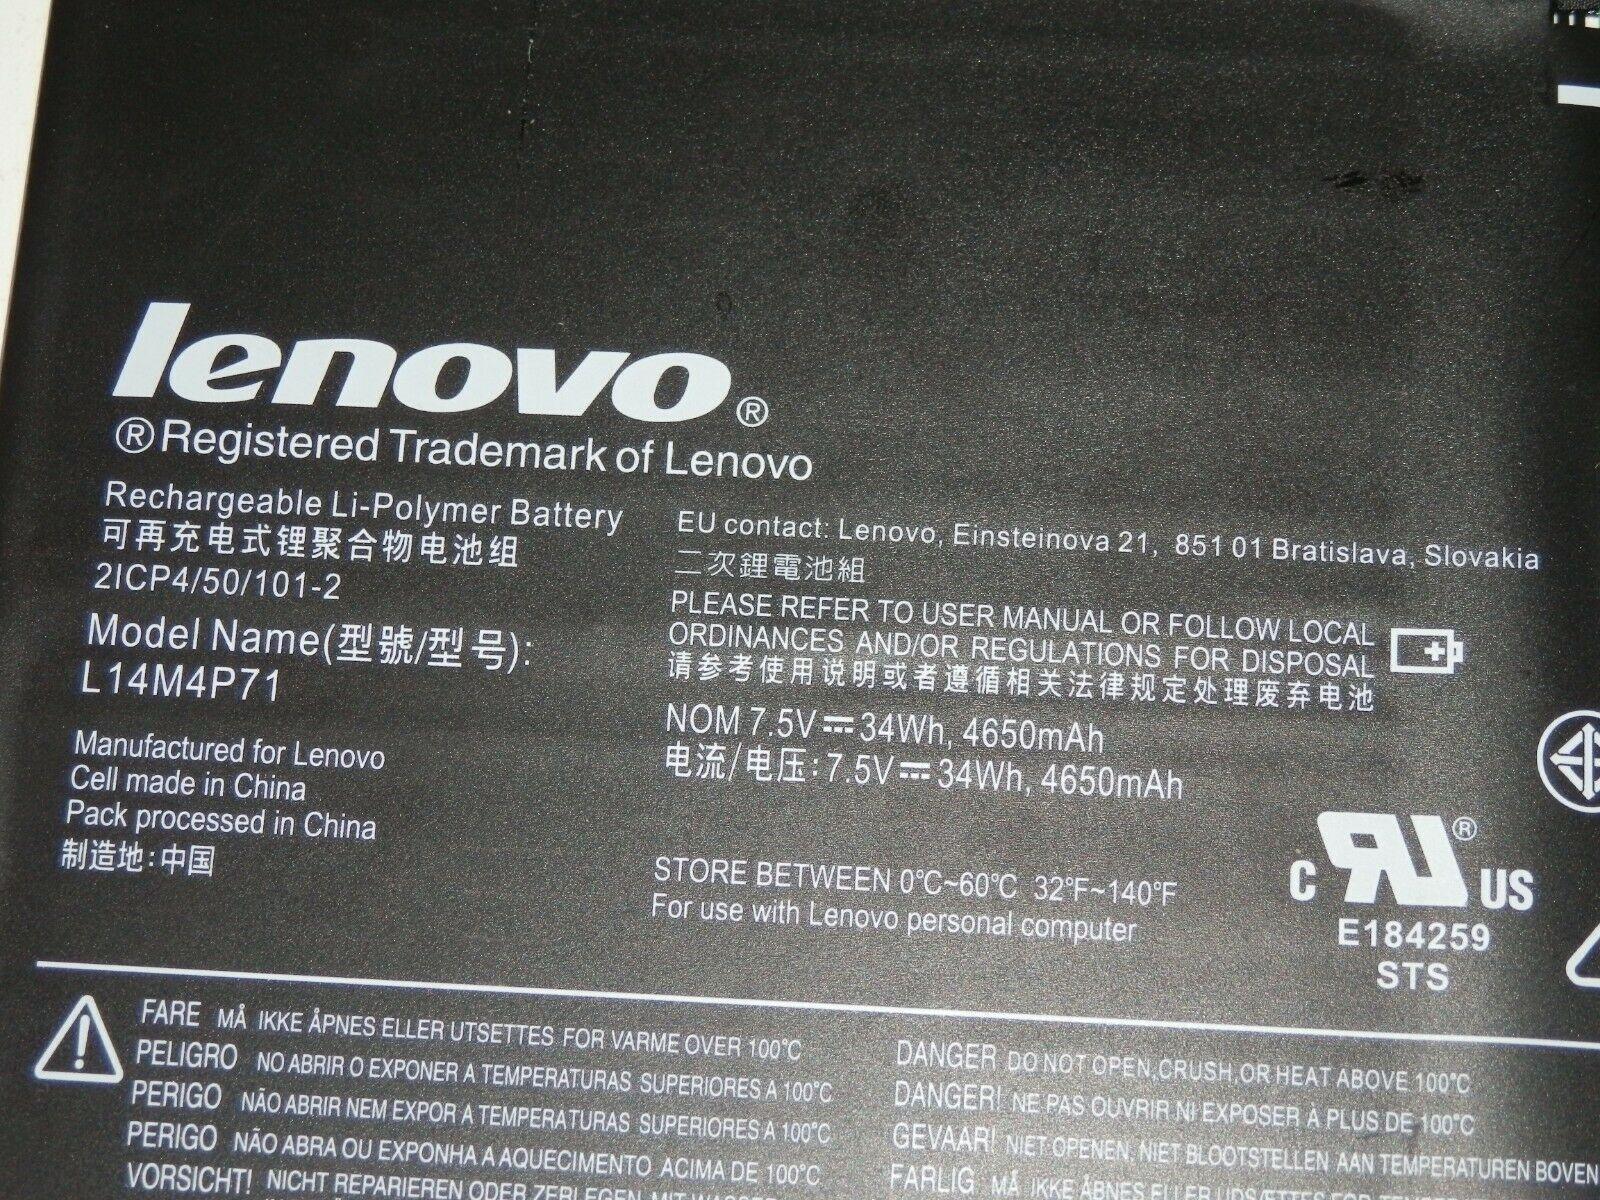 lenovo®
® Registered Trademark of Lenovo
Rechargeable Li-Polymer Battery
可再充电式锂聚合物电池组
2ICP4/50/101-2
Model Name(型號/型号):
L14M4P71
Manufactured for Lenovo
Cell made in China
Pack processed in China
制造地:中国
EU contact: Lenovo, Einsteinova 21, 851 01 Bratislava, Slovakia
二次鋰電池組
PLEASE REFER TO USER MANUAL OR FOLLOW LOCAL
ORDINANCES AND/OR REGULATIONS FOR DISPOSAL
请参考使用说明或者遵循相关法律规定处理废弃电池
NOM 7.5V⎓34Wh, 4650mAh
电流/电压:7.5V⎓34Wh, 4650mAh
STORE BETWEEN 0°C~60°C 32°F~140°F
For use with Lenovo personal computer
C RU® US
E184259
STS
FARE MÅ IKKE ÅPNES ELLER UTSETTES FOR VARME OVER 100°C
PELIGRO NO ABRIR O EXPONER A TEMPERATURAS SUPERIORES A 100°C
PERIGO NÃO ABRIR NEM EXPOR A TEMPERATURAS SUPERIORES A 100°C
PERIGO NÃO ABRA OU EXPONHA A AQUECIMENTO ACIMA DE 100°C
VORSICHT! NICHT REPARIEREN ODER ZERLEGEN MIT WASSER
DANGER DO NOT OPEN,CRUSH,OR HEAT ABOVE 100°C
DANGER! NE PAS OUVRIR NI EXPOSER À PLUS DE 100°C
GEVAAR! NIET OPENEN, NIET BLOOTSTELLEN AAN TEMPERATUREN BOVEN
FARLIG MÅ IKKE ÅBNES ELLER UDSÆTTES FOR